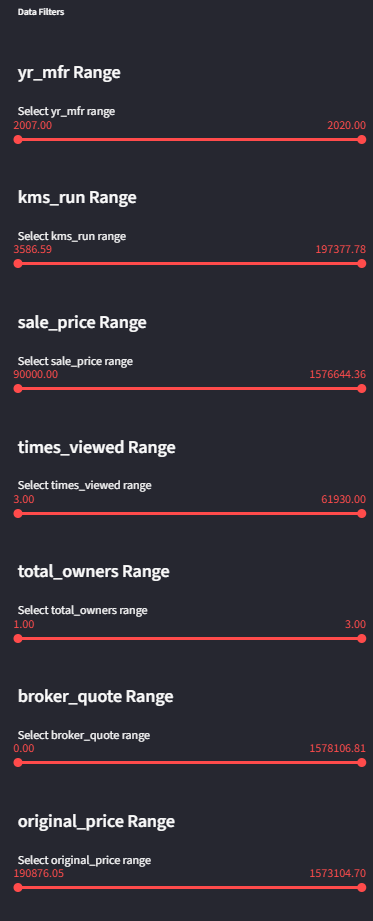 Data Filters
yr_mfr Range
Select yr_mfr range
2007.00 2020.00
kms_run Range
Select kms_run range
3586.59 197377.78
sale_price Range
Select sale_price range
90000.00 1576644.36
times_viewed Range
Select times_viewed range
3.00 61930.00
total_owners Range
Select total_owners range
1.00 3.00
broker_quote Range
Select broker_quote range
0.00 1578106.81
original_price Range
Select original_price range
190876.05 1573104.70